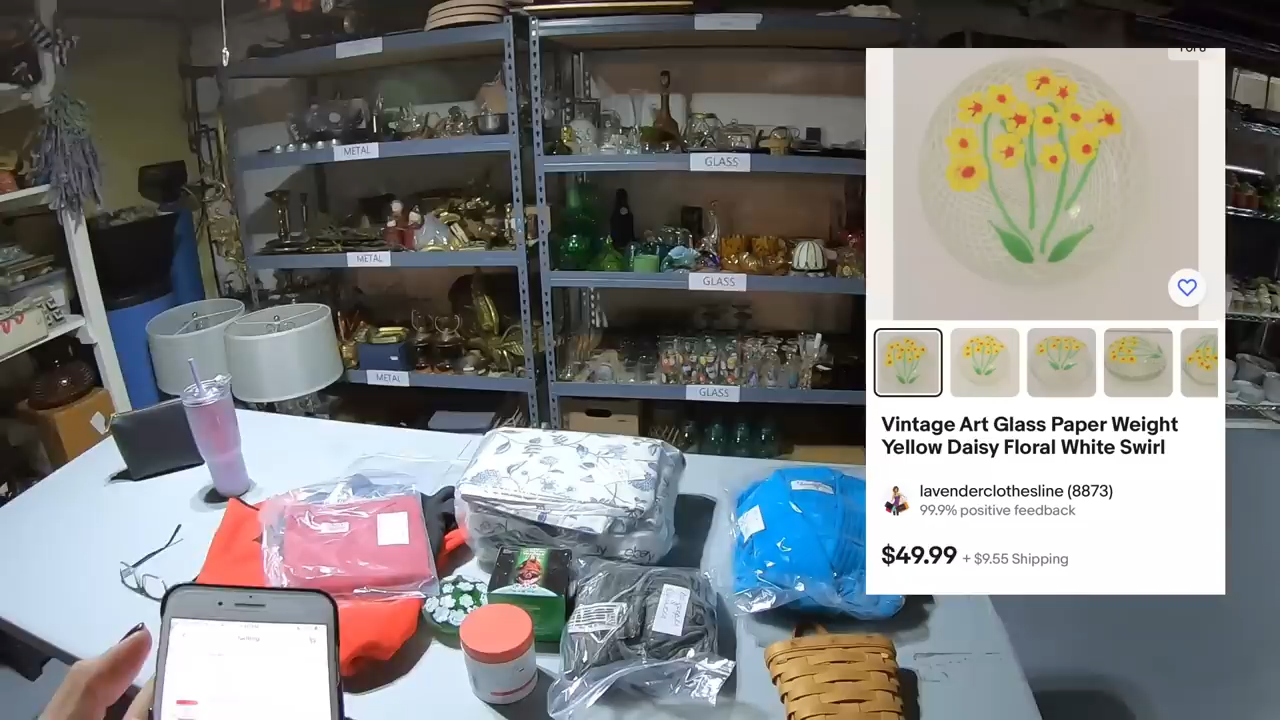 METAL
METAL
METAL
GLASS
GLASS
GLASS
ebay
Vintage Art Glass Paper Weight
Yellow Daisy Floral White Swirl
lavenderclothesline (8873)
99.9% positive feedback
$49.99 + $9.55 Shipping